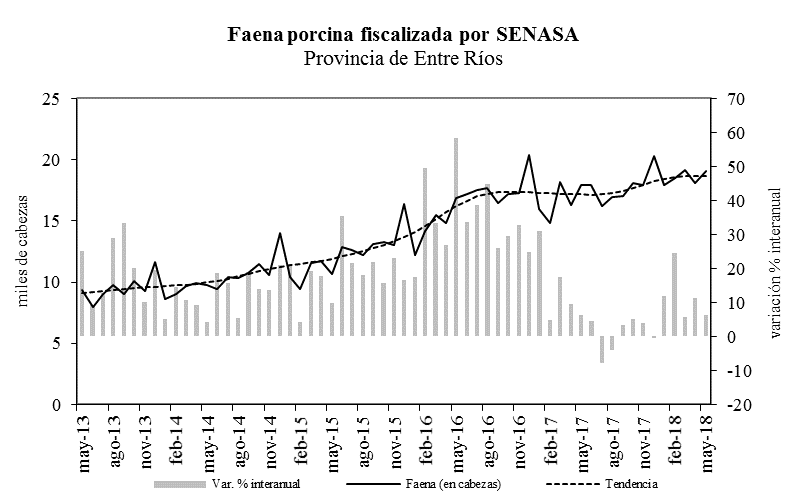 Faena porcina fiscalizada por SENASA
Provincia de Entre Ríos
25
20
15
10
5
0
miles de cabezas
70
60
50
40
30
20
10
0
-10
-20
variación % interanual
may-13
ago-13
nov-13
feb-14
may-14
ago-14
nov-14
feb-15
may-15
ago-15
nov-15
feb-16
may-16
ago-16
nov-16
feb-17
may-17
ago-17
nov-17
feb-18
may-18
Var. % interanual Faena (en cabezas) Tendencia